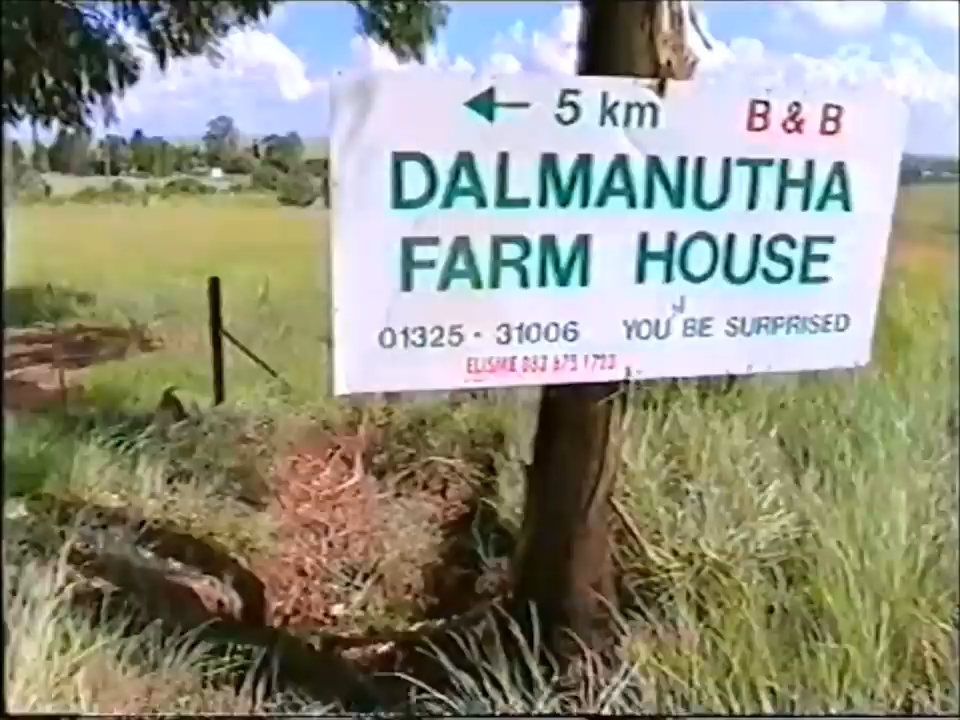 ← 5 km B & B
DALMANUTHA
FARM HOUSE
01325 - 31006 YOU'
BE SURPRISED